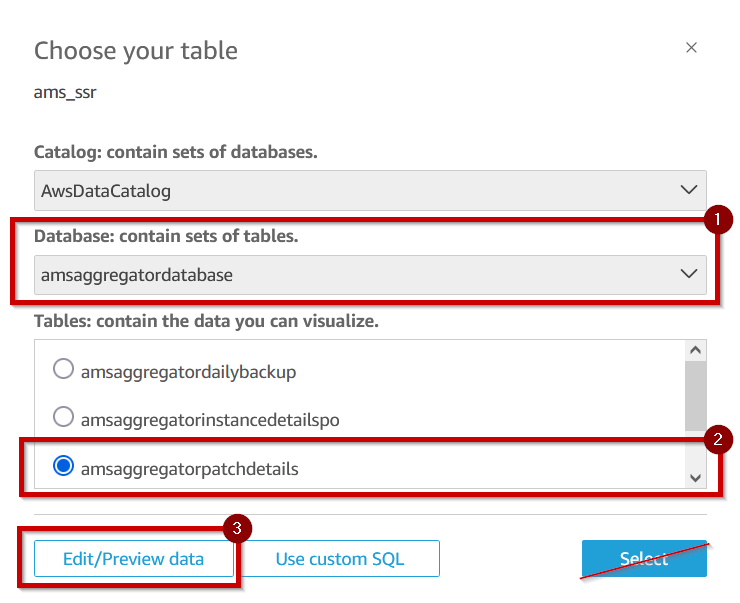 Choose your table
ams_ssr
Catalog: contain sets of databases.
AwsDataCatalog
1
Database: contain sets of tables.
amsaggregatordatabase
Tables: contain the data you can visualize.
amsaggregatordailybackup
amsaggregatorinstancedetailspo
2
amsaggregatorpatchdetails
3
Edit/Preview data Use custom SQL Select